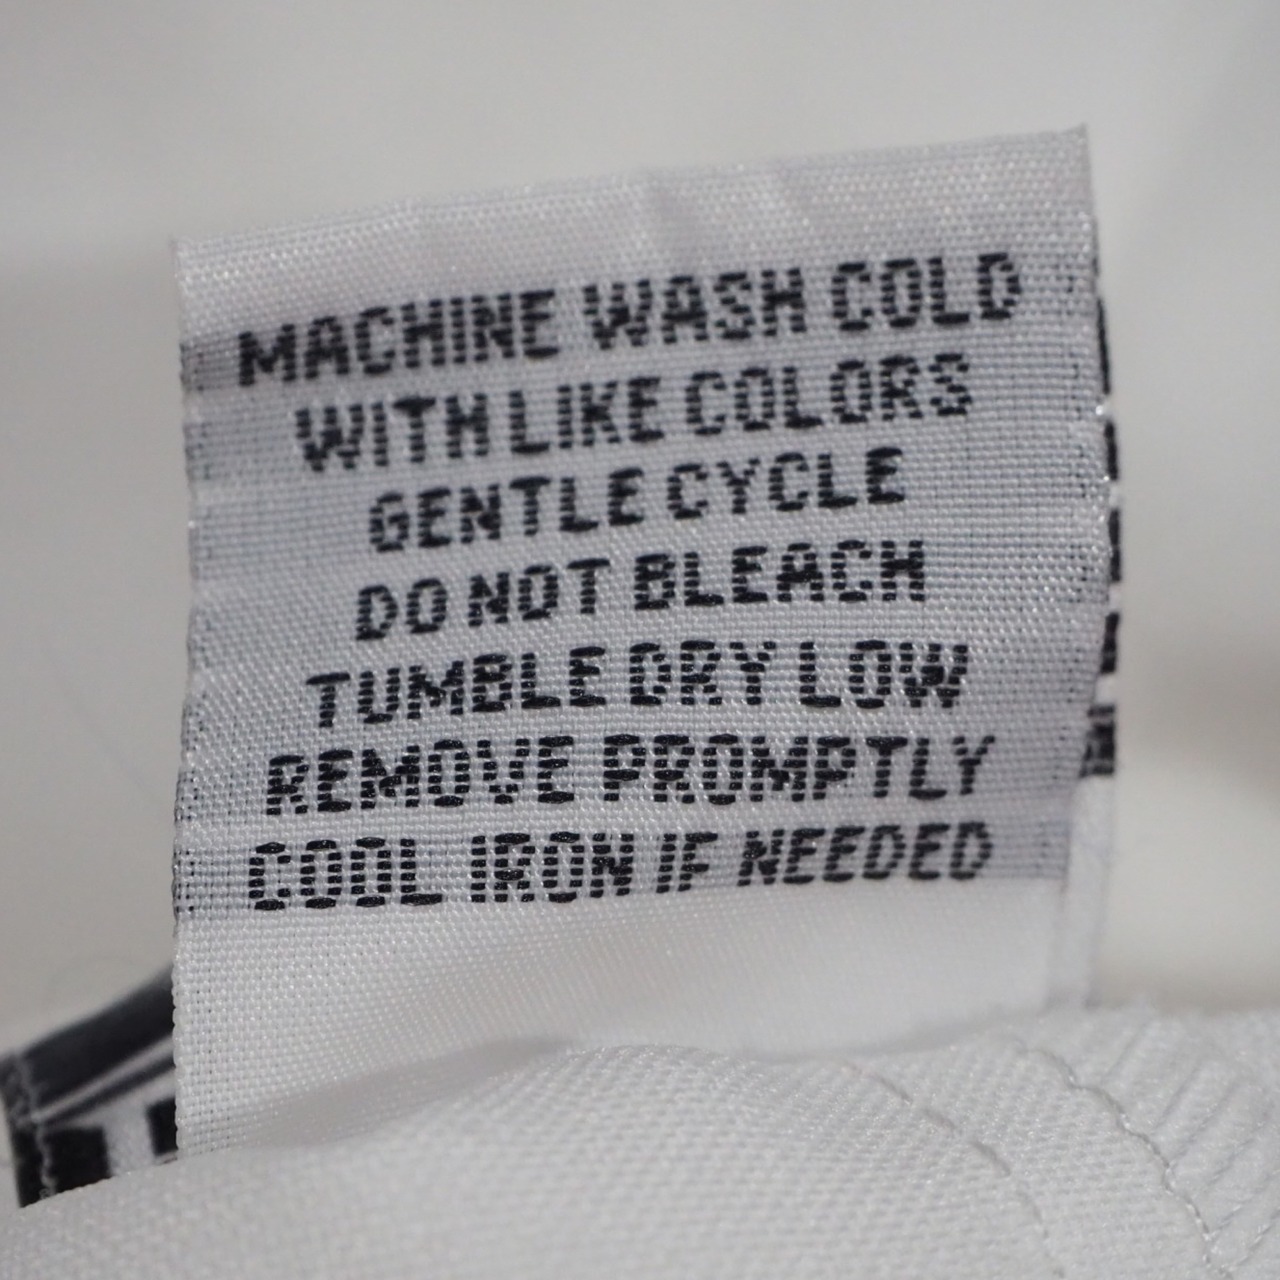 MACHINE WASH COLD
WITH LIKE COLORS
GENTLE CYCLE
DO NOT BLEACH
TUMBLE DRY LOW
REMOVE PROMPTLY
COOL IRON IF NEEDED